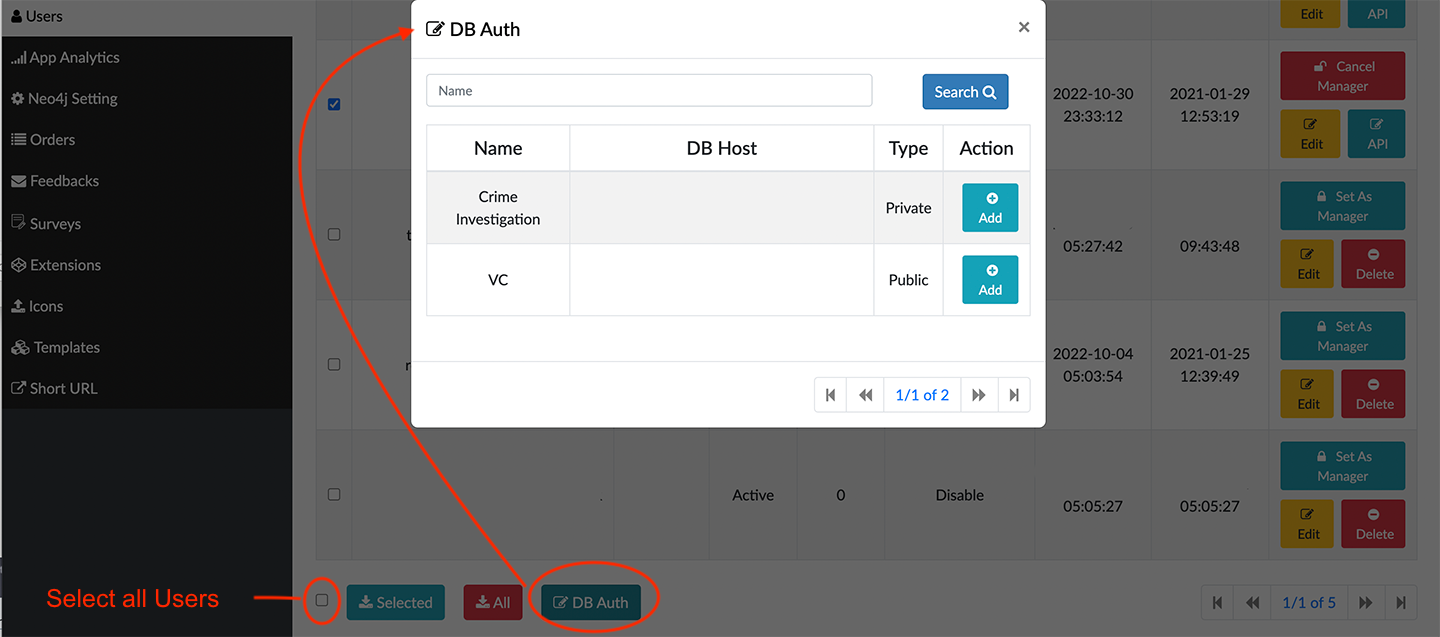 Users
App Analytics
Neo4j Setting
Orders
Feedbacks
Surveys
Extensions
Icons
Templates
Short URL
DB Auth
×
Name
Search
Name DB Host Type Action
Crime
Investigation
Private
Add
VC
Public
Add
1/1 of 2
Edit API
2022-10-30
23:33:12
2021-01-29
12:53:19
Cancel
Manager
Edit API
05:27:42
09:43:48
Set As
Manager
Edit Delete
2022-10-04
05:03:54
2021-01-25
12:39:49
Set As
Manager
Edit Delete
Active 0 Disable
05:05:27
05:05:27
Set As
Manager
Edit Delete
Select all Users
Selected All DB Auth
1/1 of 5